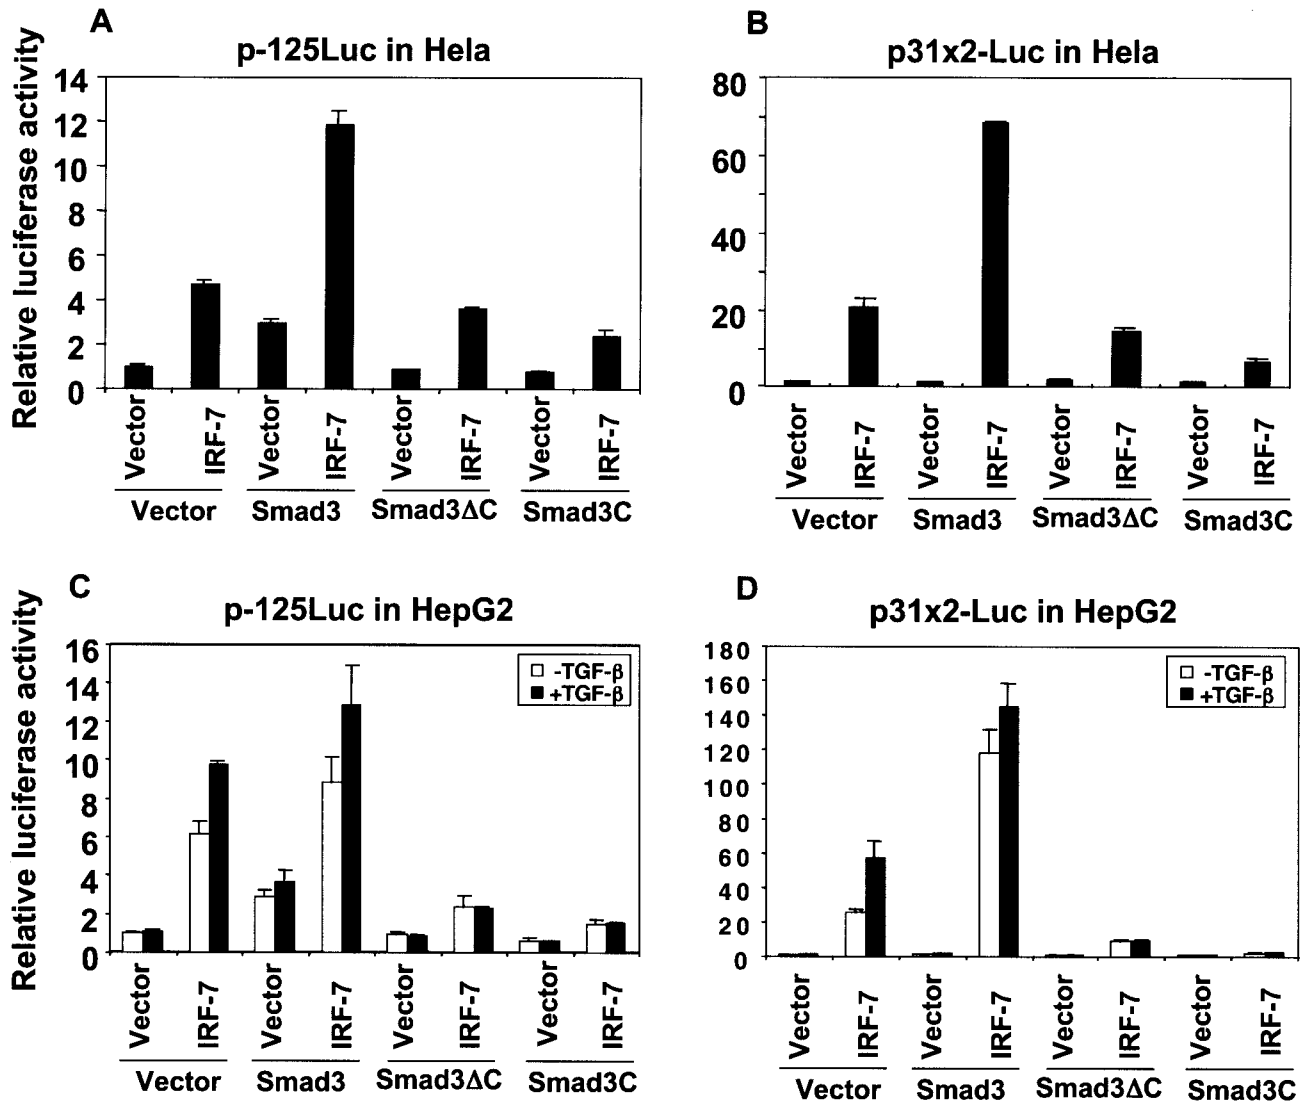 A
p-125Luc in Hela
Relative luciferase activity
14
12
10
8
6
4
2
0
Vector IRF-7 Vector IRF-7 Vector IRF-7 Vector IRF-7
Vector Smad3 Smad3ΔC Smad3C
B
p31x2-Luc in Hela
80
60
40
20
0
Vector IRF-7 Vector IRF-7 Vector IRF-7 Vector IRF-7
Vector Smad3 Smad3ΔC Smad3C
C
p-125Luc in HepG2
Relative luciferase activity
16
14
12
10
8
6
4
2
0
-TGF-β
+TGF-β
Vector IRF-7 Vector IRF-7 Vector IRF-7 Vector IRF-7
Vector Smad3 Smad3ΔC Smad3C
D
p31x2-Luc in HepG2
180
160
140
120
100
80
60
40
20
0
-TGF-β
+TGF-β
Vector IRF-7 Vector IRF-7 Vector IRF-7 Vector IRF-7
Vector Smad3 Smad3ΔC Smad3C